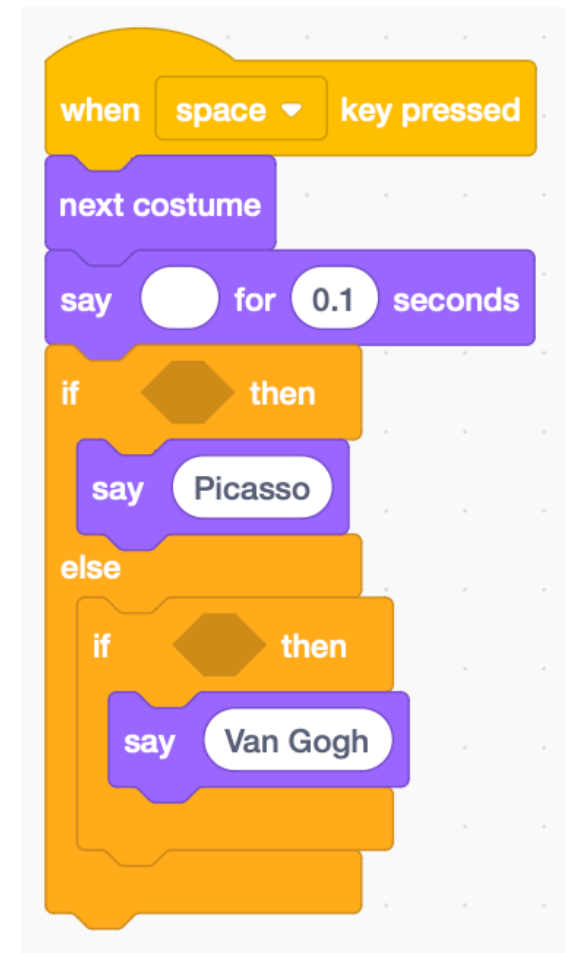 when space key pressed
next costume
say for 0.1 seconds
if then
say Picasso
else
if then
say Van Gogh